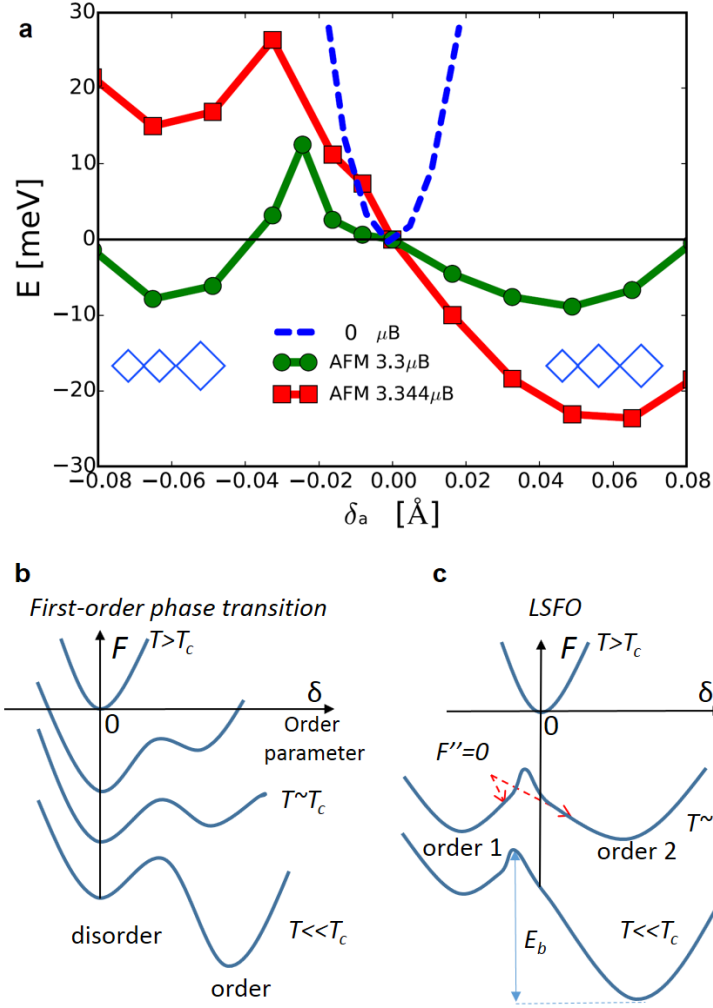 a
30
20
10
0
−10
−20
−30
E [meV]
0 μB
AFM 3.3μB
AFM 3.344μB
−0.08 −0.06 −0.04 −0.02 0.00 0.02 0.04 0.06 0.08
δa [Å]
b
First-order phase transition
F
T>Tc
δ
0
Order
parameter
T~Tc
disorder
T<<Tc
order
c
LSFO
F
T>Tc
δ
0
F’’=0
T~
order 1
order 2
Eb
T<<Tc